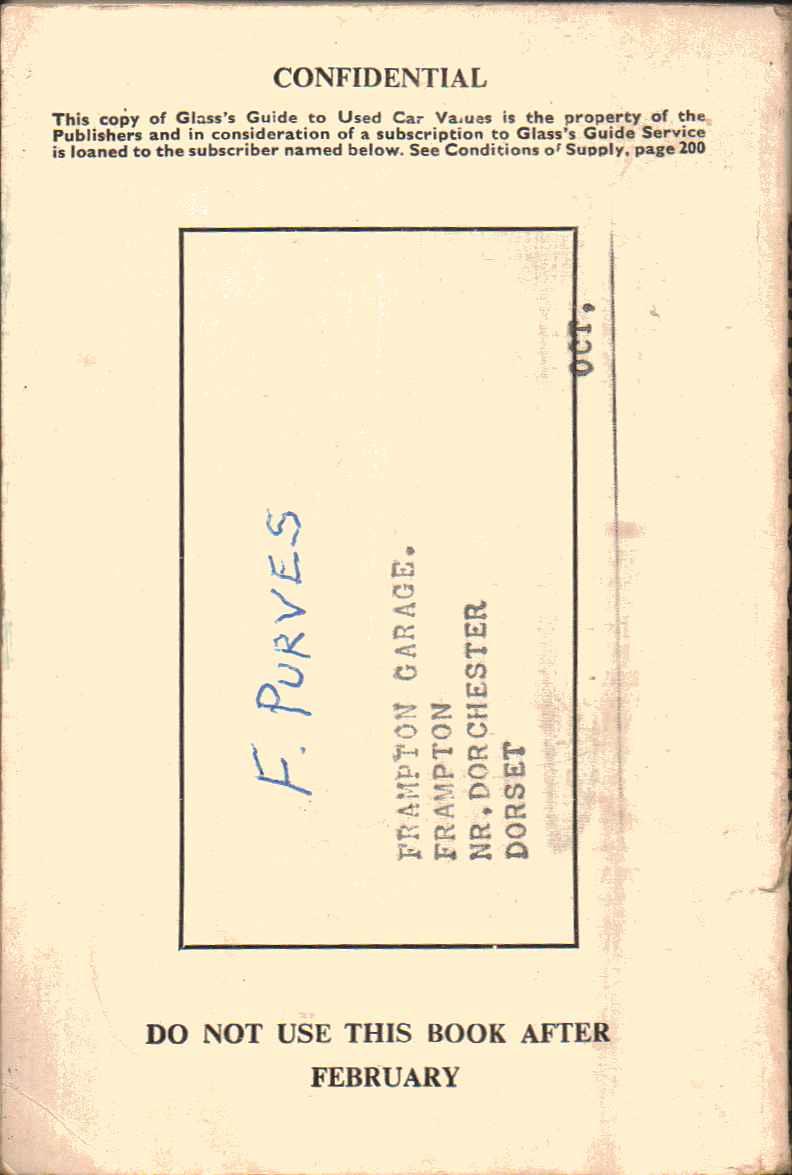 CONFIDENTIAL
This copy of Glass's Guide to Used Car Values is the property of the
Publishers and in consideration of a subscription to Glass's Guide Service
is loaned to the subscriber named below. See Conditions of Supply, page 200
OCT,
F. PURVES
FRAMPTON GARAGE.
FRAMPTON
NR.DORCHESTER
DORSET
DO NOT USE THIS BOOK AFTER
FEBRUARY